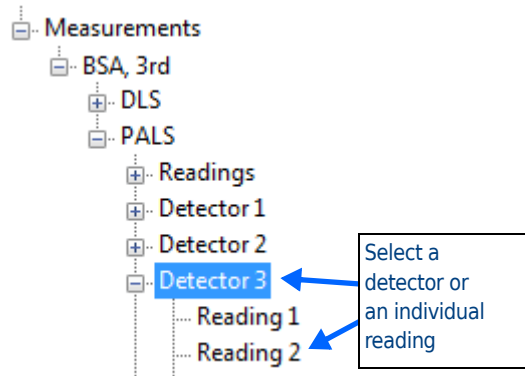 Measurements
BSA, 3rd
DLS
PALS
Readings
Detector 1
Detector 2
Detector 3
Reading 1
Reading 2
Select a
detector or
an individual
reading